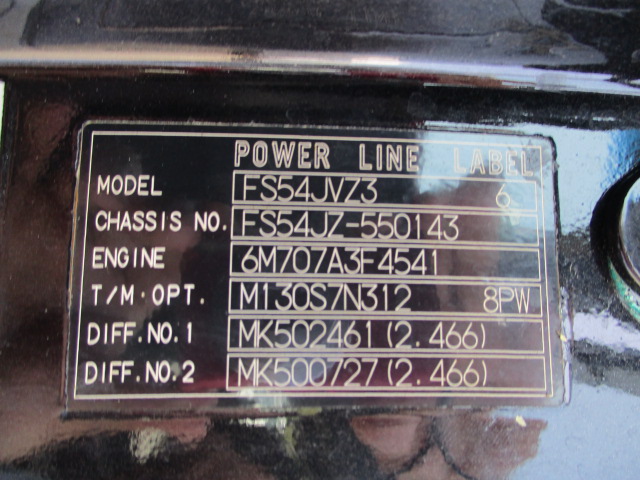 POWER LINE LABEL
MODEL FS54JVZ3 6
CHASSIS NO. FS54JZ-550143
ENGINE 6M707A3F4541
T/M·OPT. M130S7N312 8PW
DIFF.NO.1 MK502461(2.466)
DIFF.NO.2 MK500727(2.466)